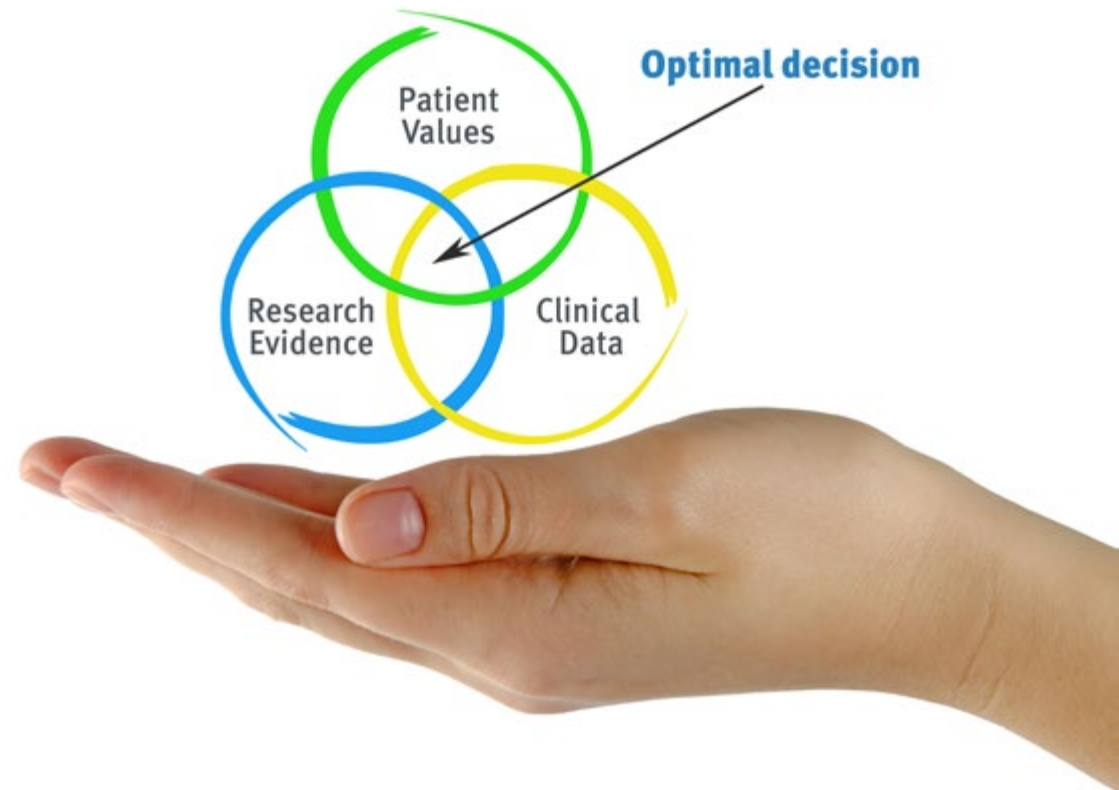 Optimal decision
Patient
Values
Research
Evidence
Clinical
Data